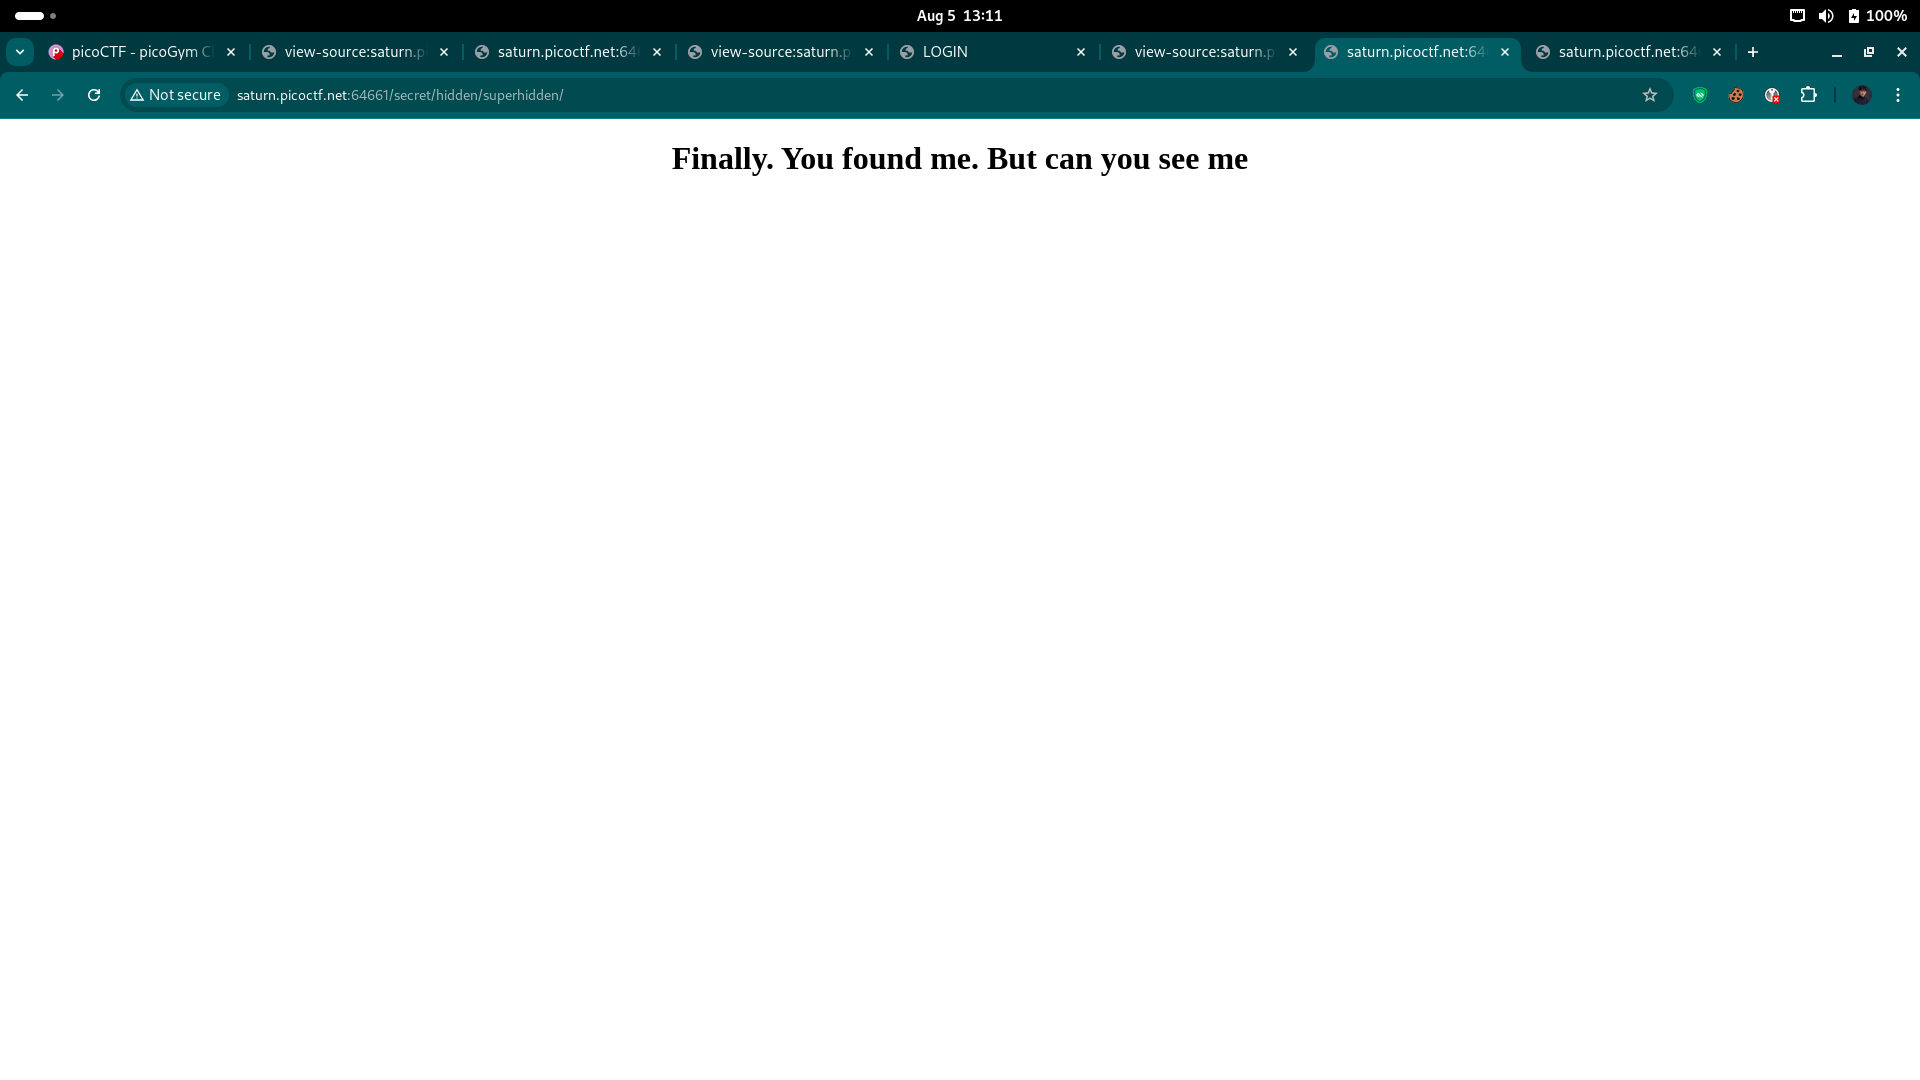 Aug 5 13:11
100%
picoCTF - picoGym C
view-source:saturn.p
saturn.picoctf.net:64
view-source:saturn.p
LOGIN
view-source:saturn.p
saturn.picoctf.net:64
saturn.picoctf.net:64
Not secure
saturn.picoctf.net:64661/secret/hidden/superhidden/
Finally. You found me. But can you see me